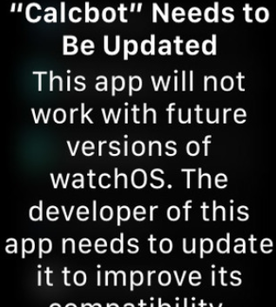 "Calcbot" Needs to
Be Updated
This app will not
work with future
versions of
watchOS. The
developer of this
app needs to update
it to improve its
compatibility.